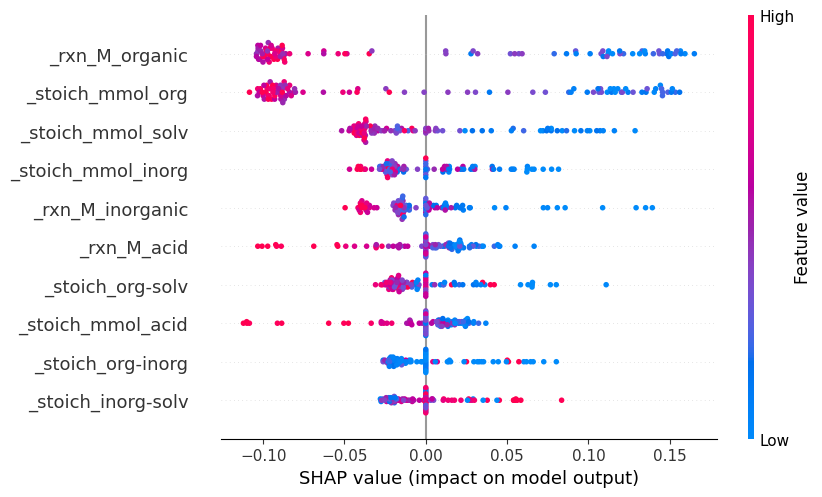 High
_rxn_M_organic
_stoich_mmol_org
_stoich_mmol_solv
_stoich_mmol_inorg
_rxn_M_inorganic
_rxn_M_acid
_stoich_org-solv
_stoich_mmol_acid
_stoich_org-inorg
_stoich_inorg-solv
Feature value
Low
−0.10 −0.05 0.00 0.05 0.10 0.15
SHAP value (impact on model output)